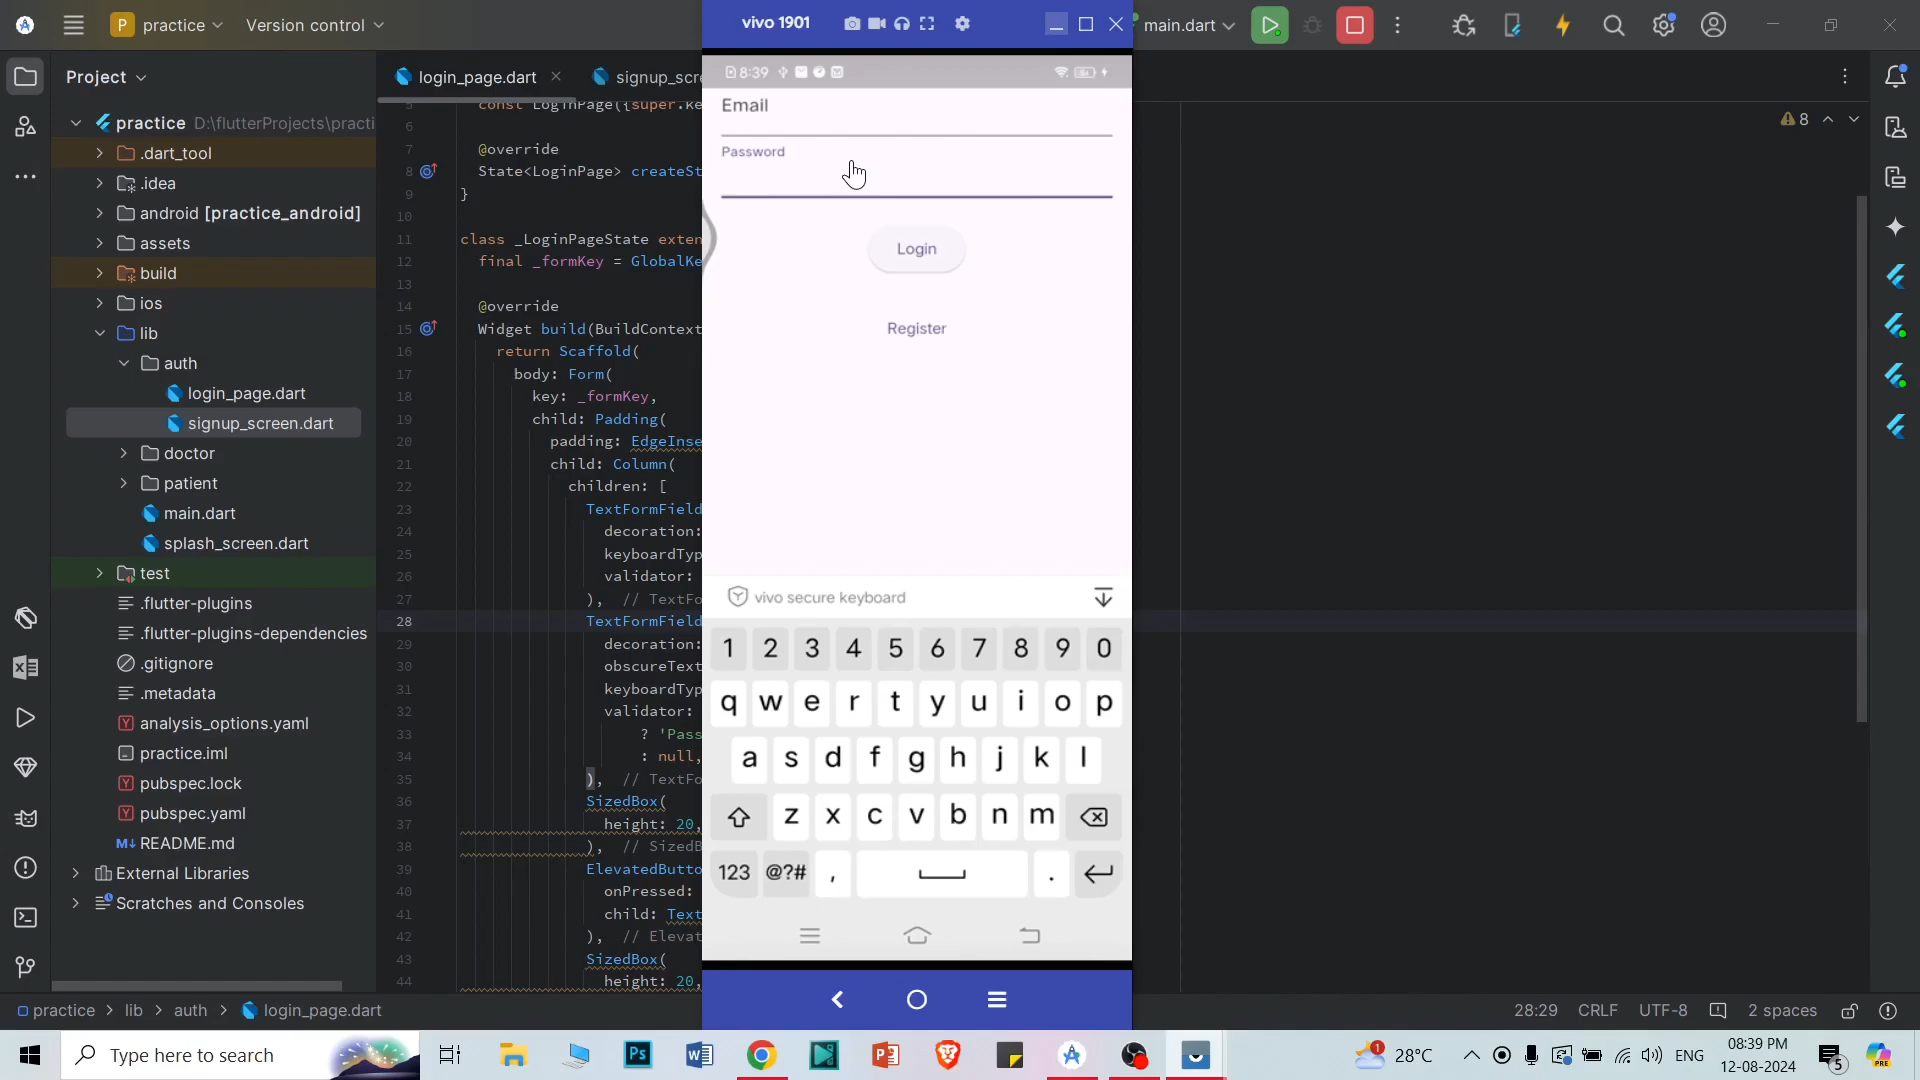 P practice
Version control
vivo 1901
main.dart
Project
login_page.dart
signup_scre
practice D:\flutterProjects\practi
.dart_tool
.idea
android [practice_android]
assets
build
ios
lib
auth
login_page.dart
signup_screen.dart
doctor
patient
main.dart
splash_screen.dart
test
.flutter-plugins
.flutter-plugins-dependencies
.gitignore
.metadata
analysis_options.yaml
practice.iml
pubspec.lock
pubspec.yaml
README.md
External Libraries
Scratches and Consoles
5 const LoginPage({super.ke
6
7 @override
8 State<LoginPage> createSt
9 }
10
11 class _LoginPageState exten
12 final _formKey = GlobalKe
13
14 @override
15 Widget build(BuildContext
16 return Scaffold(
17 body: Form(
18 key: _formKey,
19 child: Padding(
20 padding: EdgeInse
21 child: Column(
22 children: [
23 TextFormField
24 decoration:
25 keyboardTyp
26 validator:
27 ), // TextFo
28 TextFormField
29 decoration:
30 obscureText
31 keyboardTyp
32 validator:
33 ? 'Pass
34 : null,
35 ), // TextFo
36 SizedBox(
37 height: 20,
38 ), // SizedB
39 ElevatedButto
40 onPressed:
41 child: Text
42 ), // Elevat
43 SizedBox(
44 height: 20,
8:39
Email
Password
Login
Register
vivo secure keyboard
1 2 3 4 5 6 7 8 9 0
q w e r t y u i o p
a s d f g h j k l
z x c v b n m
123 @?# , .
8
practice > lib > auth > login_page.dart
28:29 CRLF UTF-8 2 spaces
Type here to search
28°C
ENG
08:39 PM
12-08-2024
5